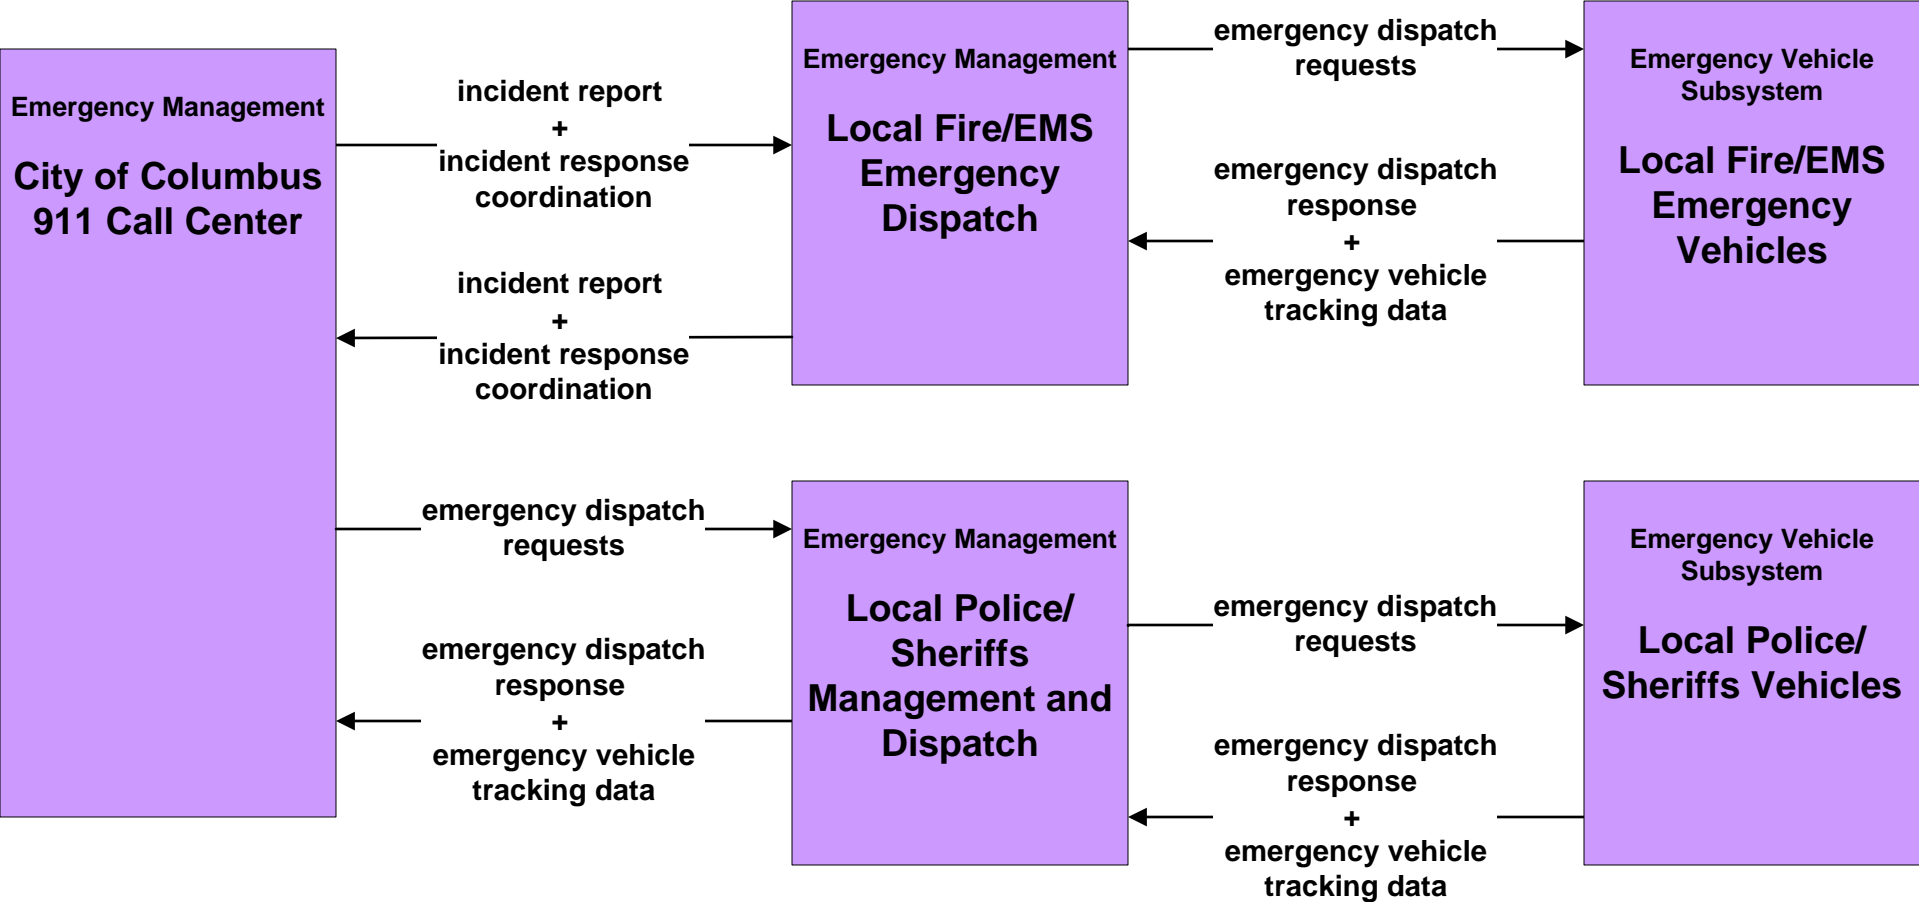 Emergency Management
City of Columbus
911 Call Center
incident report
+
incident response
coordination
incident report
+
incident response
coordination
emergency dispatch
requests
emergency dispatch
response
+
emergency vehicle
tracking data
Emergency Management
Local Fire/EMS
Emergency
Dispatch
emergency dispatch
requests
emergency dispatch
response
+
emergency vehicle
tracking data
Emergency Vehicle
Subsystem
Local Fire/EMS
Emergency
Vehicles
Emergency Management
Local Police/
Sheriffs
Management and
Dispatch
emergency dispatch
requests
emergency dispatch
response
+
emergency vehicle
tracking data
Emergency Vehicle
Subsystem
Local Police/
Sheriffs Vehicles